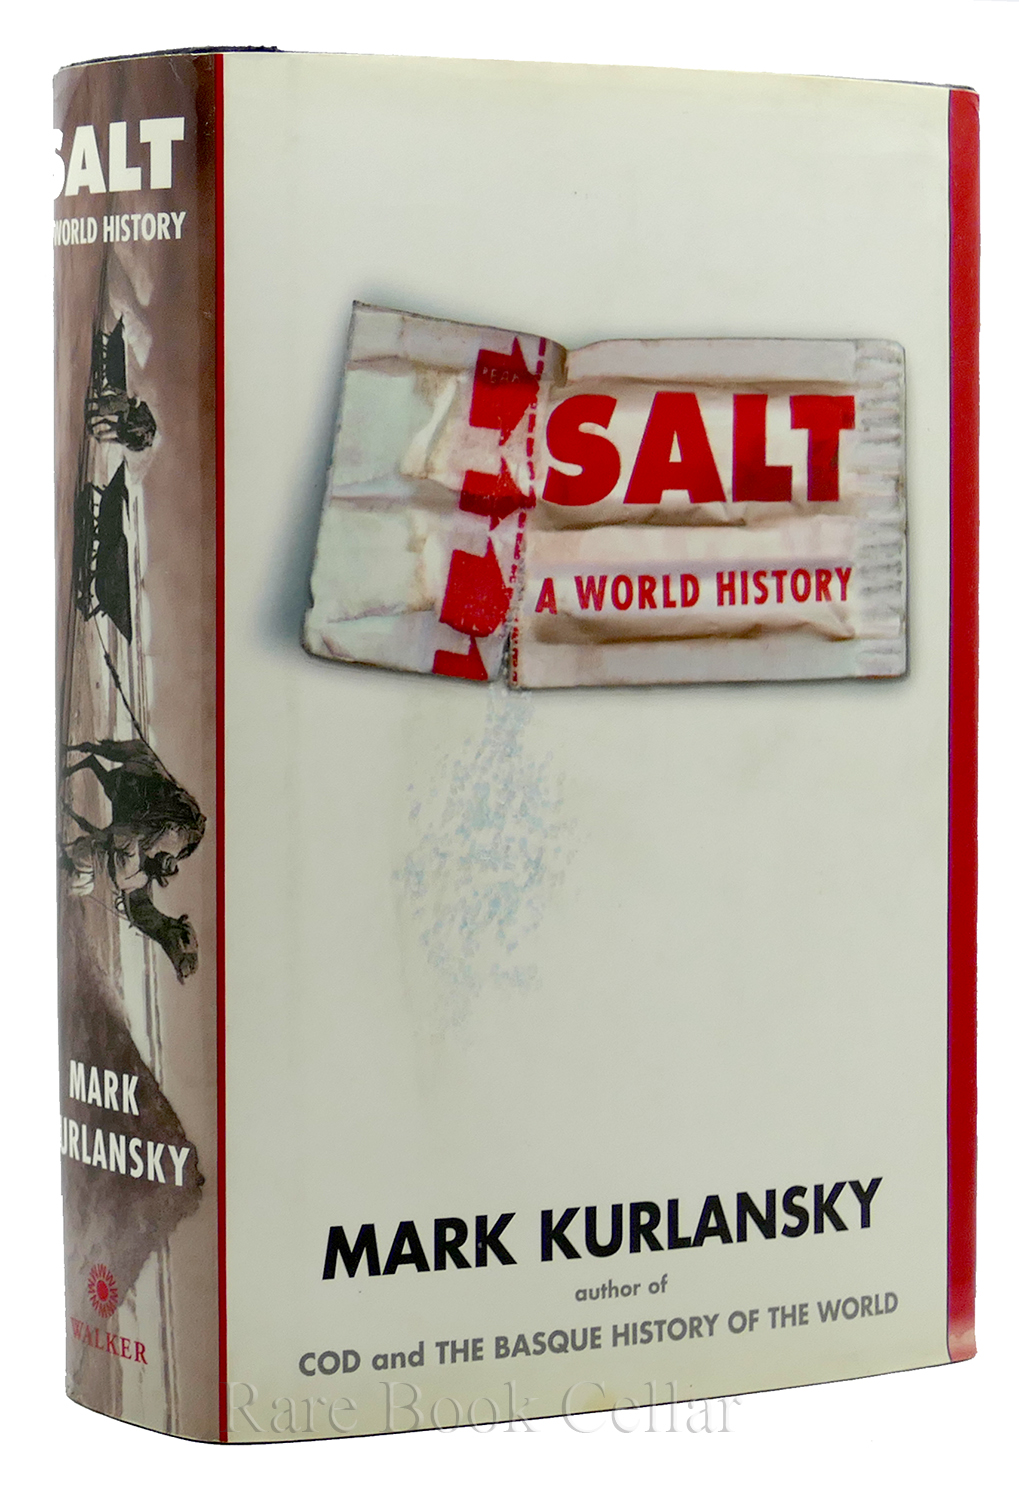 SALT
WORLD HISTORY
MARK
URLANSKY
WALKER
SALT
A WORLD HISTORY
MARK KURLANSKY
author of
COD and THE BASQUE HISTORY OF THE WORLD
Rare Book Cellar